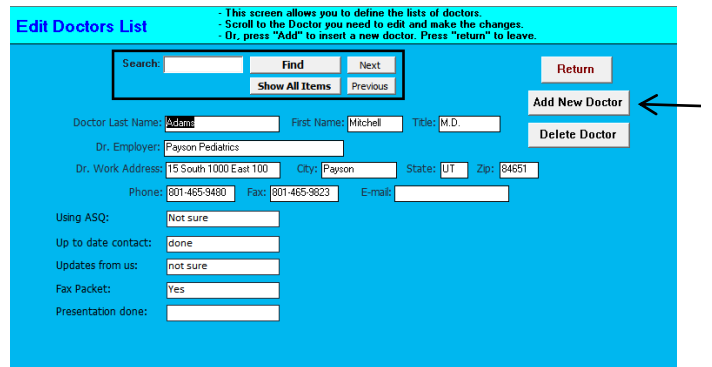 Edit Doctors List
- This screen allows you to define the lists of doctors.
- Scroll to the Doctor you need to edit and make the changes.
- Or, press "Add" to insert a new doctor. Press "return" to leave.
Search: Find Next
Show All Items Previous
Return
Add New Doctor
Delete Doctor
Doctor Last Name: Adams First Name: Mitchell Title: M.D.
Dr. Employer: Payson Pediatrics
Dr. Work Address: 15 South 1000 East 100 City: Payson State: UT Zip: 84651
Phone: 801-465-9480 Fax: 801-465-9823 E-mail:
Using ASQ: Not sure
Up to date contact: done
Updates from us: not sure
Fax Packet: Yes
Presentation done: